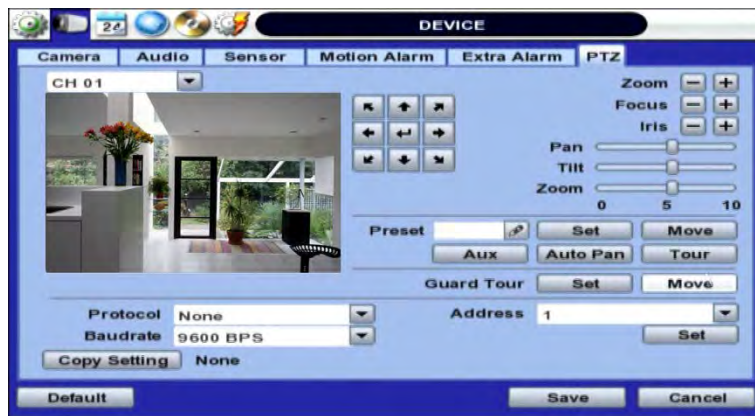 24
DEVICE
Camera Audio Sensor Motion Alarm Extra Alarm PTZ
CH 01
Zoom
Focus
Iris
Pan
Tilt
Zoom
0 5 10
Preset Set Move
Aux Auto Pan Tour
Guard Tour Set Move
Protocol None Address 1
Baudrate 9600 BPS Set
Copy Setting None
Default Save Cancel